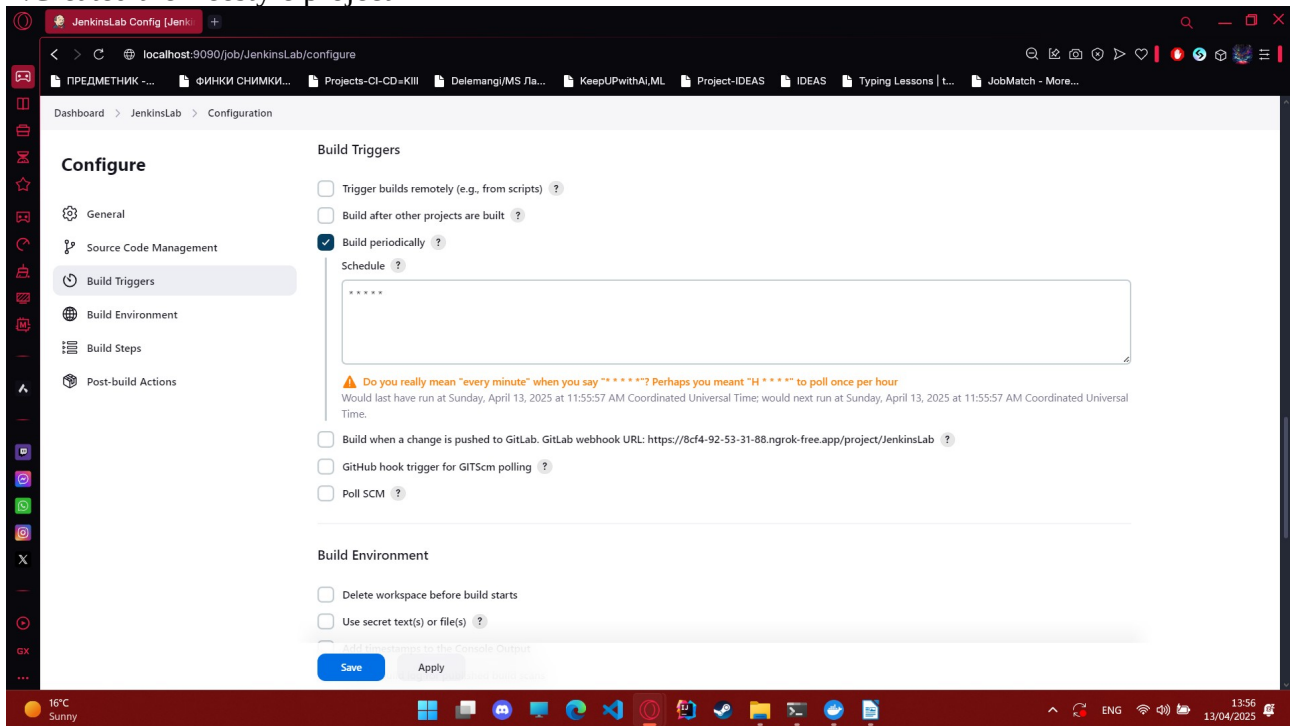 JenkinsLab Config [Jenki
localhost:9090/job/JenkinsLab/configure
ПРЕДМЕТНИК -...
ФИНКИ СНИМКИ...
Projects-CI-CD=KIII
Delemangi/MS Ла...
KeepUPwithAi,ML
Project-IDEAS
IDEAS
Typing Lessons | t...
JobMatch - More...
Dashboard > JenkinsLab > Configuration
Configure
General
Source Code Management
Build Triggers
Build Environment
Build Steps
Post-build Actions
Build Triggers
Trigger builds remotely (e.g., from scripts) ?
Build after other projects are built ?
Build periodically ?
Schedule ?
* * * * *
Do you really mean "every minute" when you say "* * * * *"? Perhaps you meant "H * * * *" to poll once per hour
Would last have run at Sunday, April 13, 2025 at 11:55:57 AM Coordinated Universal Time; would next run at Sunday, April 13, 2025 at 11:55:57 AM Coordinated Universal
Time.
Build when a change is pushed to GitLab. GitLab webhook URL: https://8cf4-92-53-31-88.ngrok-free.app/project/JenkinsLab ?
GitHub hook trigger for GITScm polling ?
Poll SCM ?
Build Environment
Delete workspace before build starts
Use secret text(s) or file(s) ?
Add timestamps to the Console Output
Save
Apply
GX
16°C
Sunny
ENG
13:56
13/04/2025